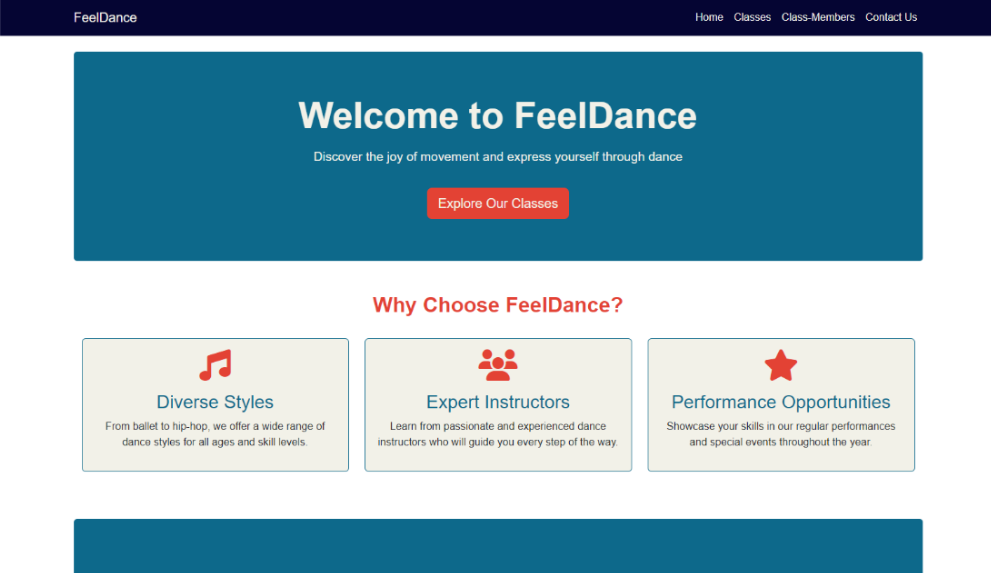 FeelDance
Home Classes Class-Members Contact Us
Welcome to FeelDance
Discover the joy of movement and express yourself through dance
Explore Our Classes
Why Choose FeelDance?
Diverse Styles
From ballet to hip-hop, we offer a wide range of
dance styles for all ages and skill levels.
Expert Instructors
Learn from passionate and experienced dance
instructors who will guide you every step of the way.
Performance Opportunities
Showcase your skills in our regular performances
and special events throughout the year.